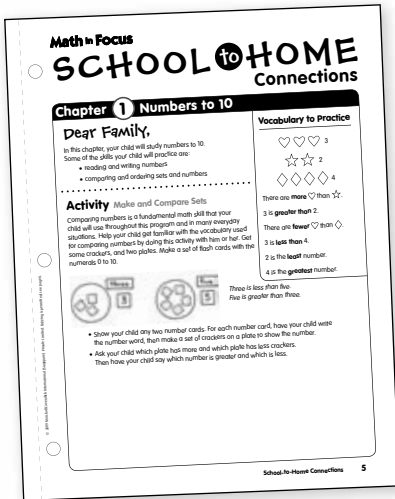 Math in Focus
SCHOOL to HOME
Connections
Chapter 1 Numbers to 10
Dear Family,
In this chapter, your child will study numbers to 10.
Some of the skills your child will practice are:
• reading and writing numbers
• comparing and ordering sets and numbers
Activity Make and Compare Sets
Comparing numbers is a fundamental math skill that your
child will use throughout this program and in many everyday
situations. Help your child get familiar with the vocabulary used
for comparing numbers by doing this activity with him or her. Get
some crackers, and two plates. Make a set of flash cards with the
numerals 0 to 10.
Vocabulary to Practice
3
2
4
There are more ♡ than ☆.
3 is greater than 2.
There are fewer ♡ than ◇.
3 is less than 4.
2 is the least number.
4 is the greatest number.
three
3
five
5
Three is less than five.
Five is greater than three.
• Show your child any two number cards. For each number card, have your child write
the number word, then make a set of crackers on a plate to show the number.
• Ask your child which plate has more and which plate has less crackers.
Then have your child say which number is greater and which is less.
School-to-Home Connections 5